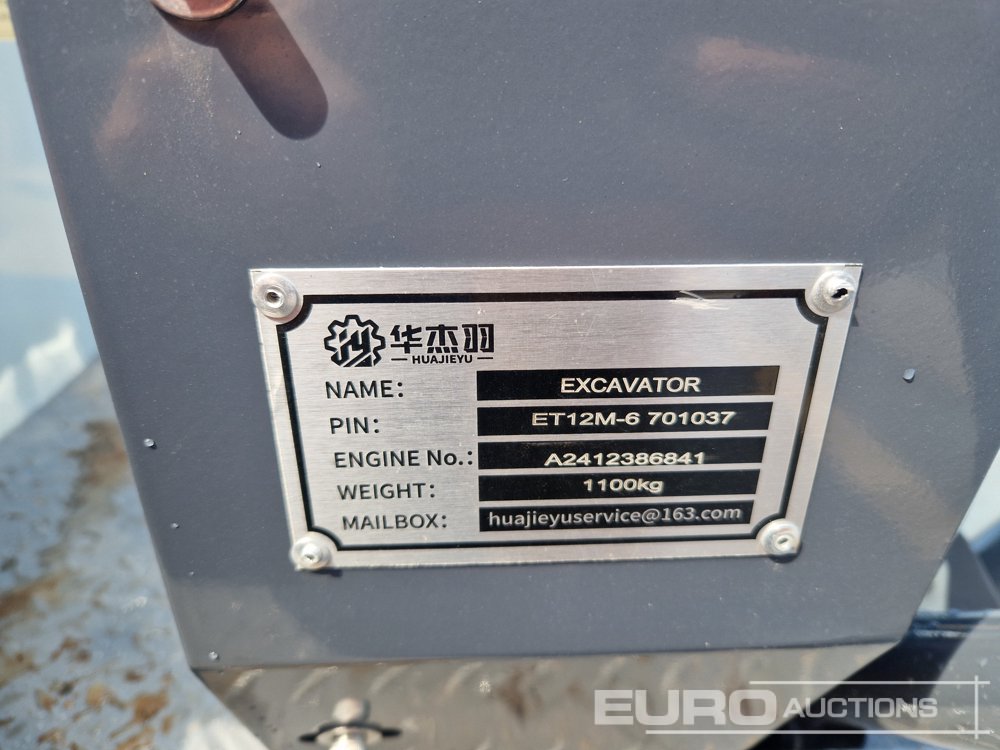 华杰羽
HUAJIEYU
NAME: EXCAVATOR
PIN: ET12M-6 701037
ENGINE No.: A2412386841
WEIGHT: 1100kg
MAILBOX: huajieyuservice@163.com
EURO AUCTIONS